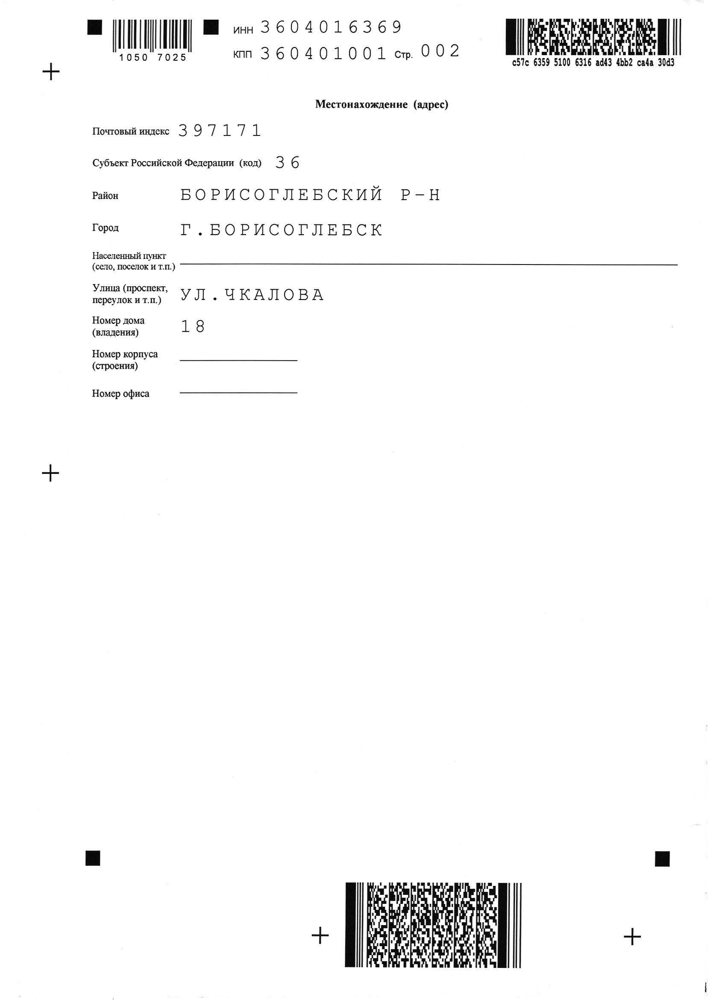 ИНН 3604016369
1050 7025
КПП 360401001 Стр. 002
c57c 6359 5100 6316 ad43 4bb2 ca4a 30d3
Местонахождение (адрес)
Почтовый индекс 397171
Субъект Российской Федерации (код) 36
Район БОРИСОГЛЕБСКИЙ Р-Н
Город Г.БОРИСОГЛЕБСК
Населенный пункт
(село, поселок и т.п.)
Улица (проспект,
переулок и т.п.) УЛ.ЧКАЛОВА
Номер дома
(владения) 18
Номер корпуса
(строения)
Номер офиса